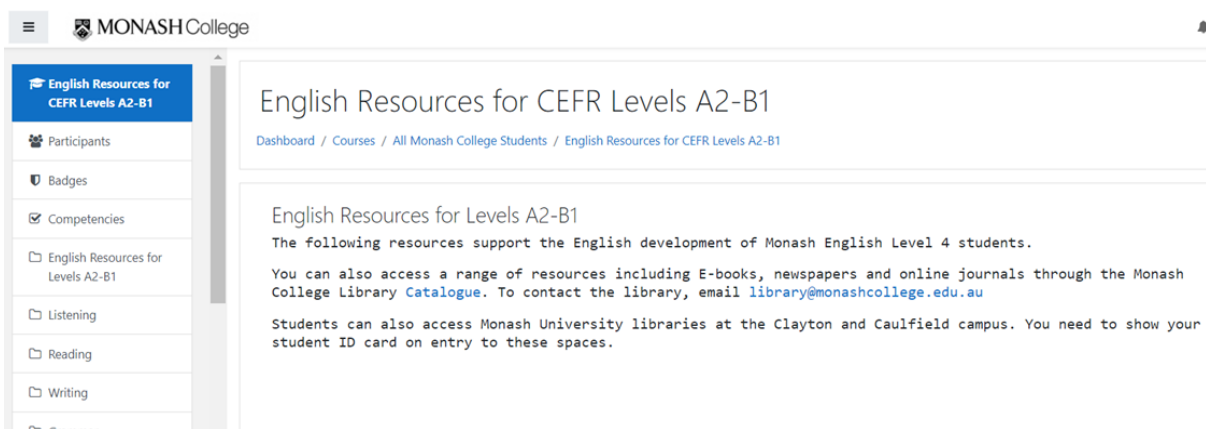 MONASH College
English Resources for
CEFR Levels A2-B1
Participants
Badges
Competencies
English Resources for
Levels A2-B1
Listening
Reading
Writing
English Resources for CEFR Levels A2-B1
Dashboard / Courses / All Monash College Students / English Resources for CEFR Levels A2-B1
English Resources for Levels A2-B1
The following resources support the English development of Monash English Level 4 students.
You can also access a range of resources including E-books, newspapers and online journals through the Monash
College Library Catalogue. To contact the library, email library@monashcollege.edu.au
Students can also access Monash University libraries at the Clayton and Caulfield campus. You need to show your
student ID card on entry to these spaces.